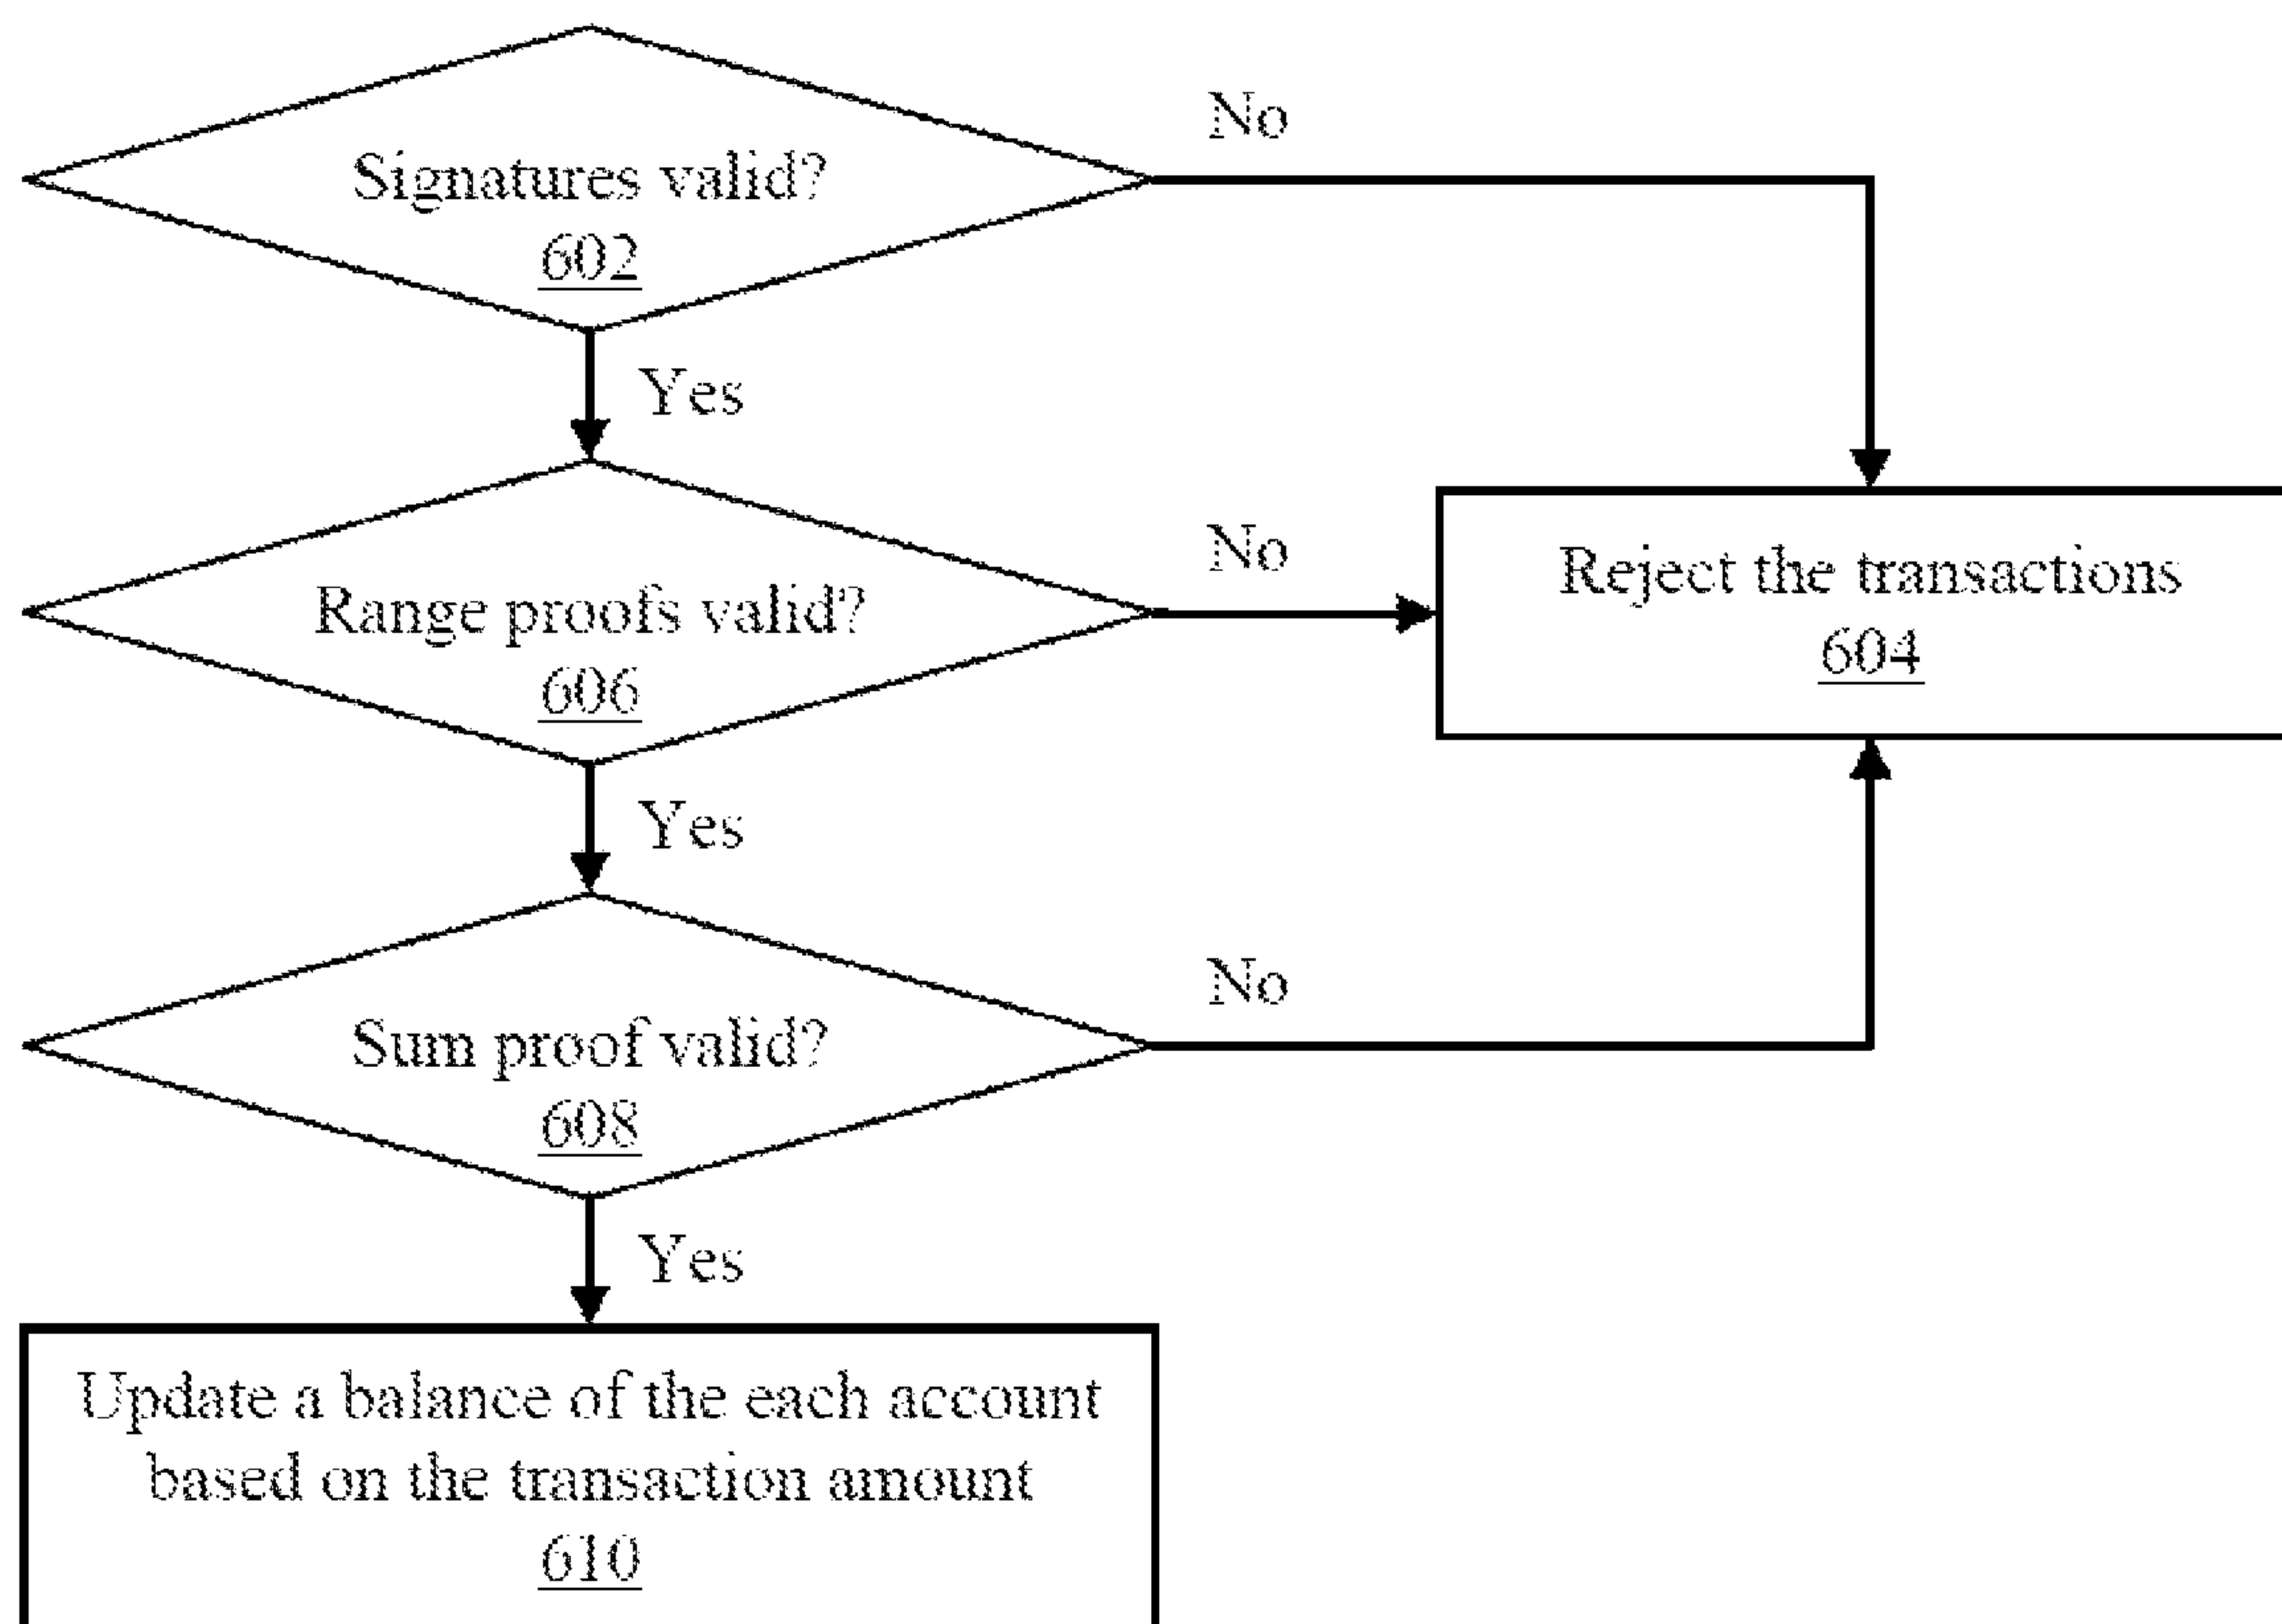 Signatures valid?
602
No
Yes
Range proofs valid?
606
No
Reject the transactions
604
Yes
Sum proof valid?
608
No
Yes
Update a balance of the each account
based on the transaction amount
610